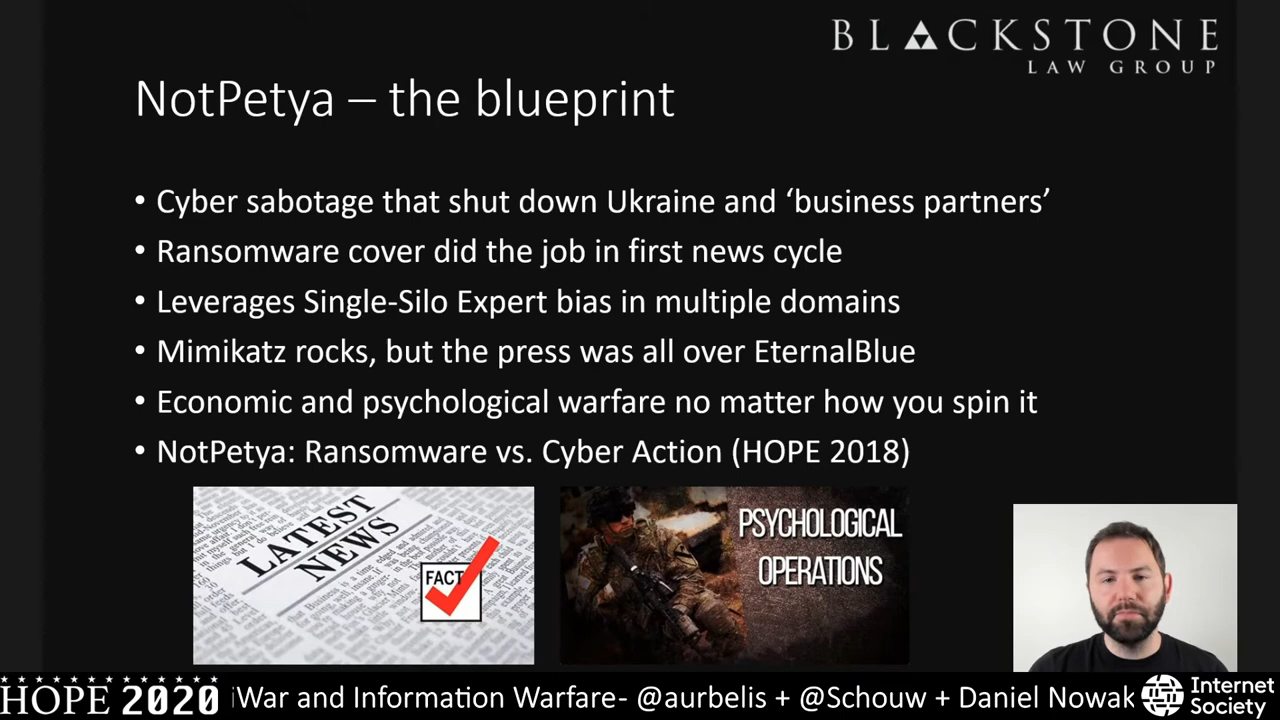 BLACKSTONE
LAW GROUP
NotPetya – the blueprint
• Cyber sabotage that shut down Ukraine and ‘business partners’
• Ransomware cover did the job in first news cycle
• Leverages Single-Silo Expert bias in multiple domains
• Mimikatz rocks, but the press was all over EternalBlue
• Economic and psychological warfare no matter how you spin it
• NotPetya: Ransomware vs. Cyber Action (HOPE 2018)
LATEST
NEWS
FACT
PSYCHOLOGICAL
OPERATIONS
HOPE 2020
iWar and Information Warfare- @aurbelis + @Schouw + Daniel Nowak
Internet
Society